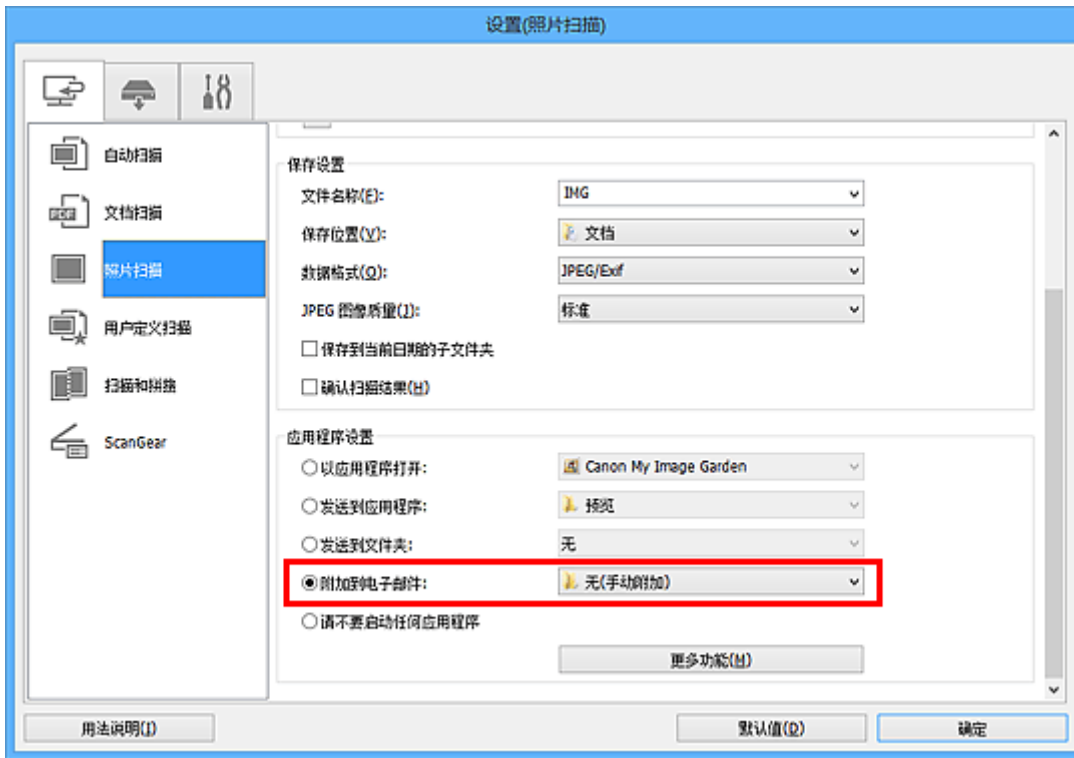 设置(照片扫描)
自动扫描
PDF
文档扫描
照片扫描
用户定义扫描
扫描和拼接
ScanGear
保存设置
文件名称(F): IMG
保存位置(V): 文档
数据格式(O): JPEG/Exif
JPEG 图像质量(J): 标准
保存到当前日期的子文件夹
确认扫描结果(H)
应用程序设置
以应用程序打开: Canon My Image Garden
发送到应用程序: 预览
发送到文件夹: 无
附加到电子邮件: 无(手动附加)
请不要启动任何应用程序
更多功能(M)
用法说明(I) 默认值(D) 确定